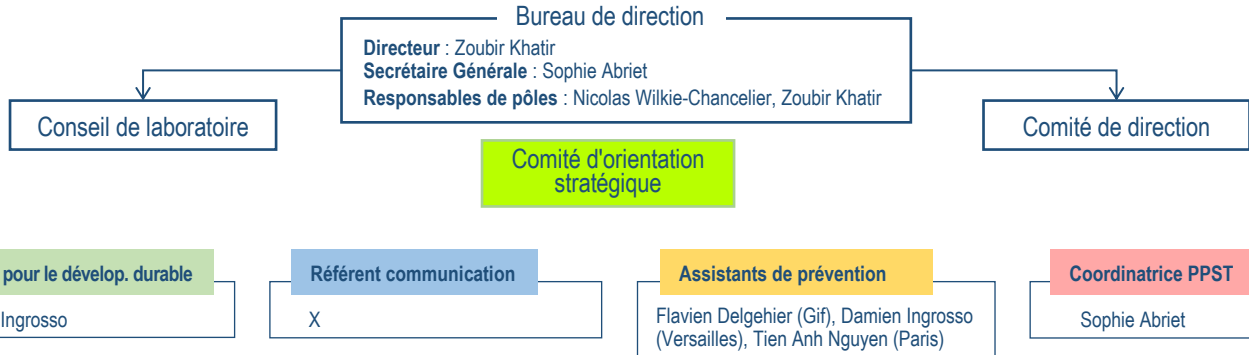 Bureau de direction
Directeur : Zoubir Khatir
Secrétaire Générale : Sophie Abriet
Responsables de pôles : Nicolas Wilkie-Chancelier, Zoubir Khatir
Conseil de laboratoire
Comité de direction
Comité d'orientation
stratégique
pour le dévelop. durable
Ingrosso
Référent communication
X
Assistants de prévention
Flavien Delgehier (Gif), Damien Ingrosso
(Versailles), Tien Anh Nguyen (Paris)
Coordinatrice PPST
Sophie Abriet